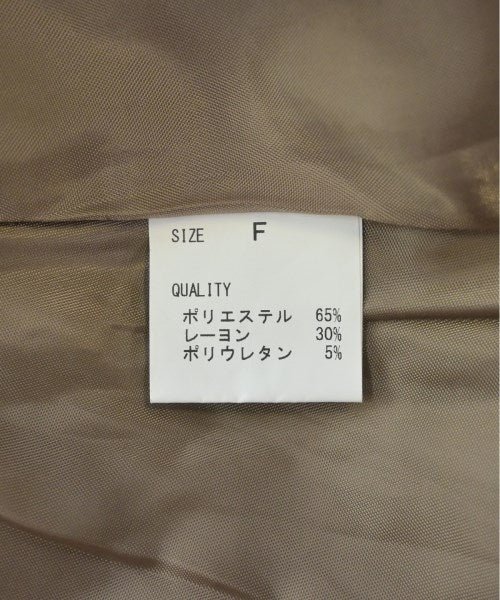 SIZE F
QUALITY
ポリエステル 65%
レーヨン 30%
ポリウレタン 5%